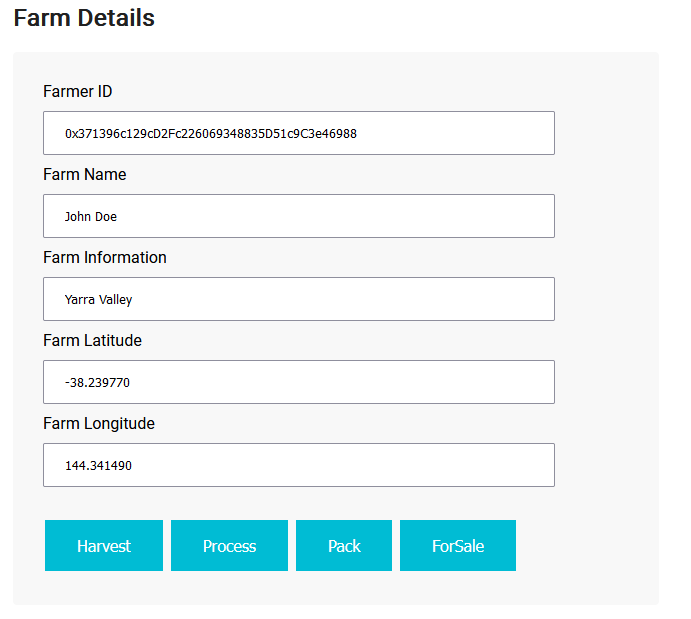 Farm Details
Farmer ID
0x371396c129cD2Fc226069348835D51c9C3e46988
Farm Name
John Doe
Farm Information
Yarra Valley
Farm Latitude
-38.239770
Farm Longitude
144.341490
Harvest Process Pack ForSale